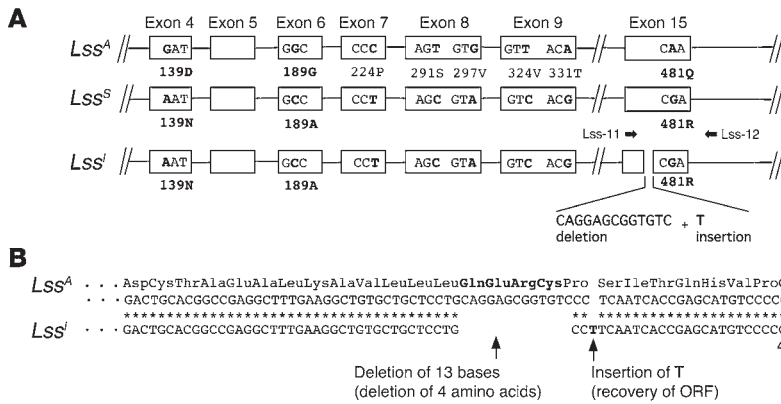 A
Exon 4 Exon 5 Exon 6 Exon 7 Exon 8 Exon 9 Exon 15
Lss^A GAT GGC CCC AGT GTG GTT ACA CAA
139D 189G 224P 291S 297V 324V 331T 481Q
Lss^S AAT GCC CCT AGC GTA GTC ACG CGA
139N 189A 481R
Lss-11 Lss-12
Lss^l AAT GCC CCT AGC GTA GTC ACG CGA
139N 189A 481R
CAGGAGCGGTGTC + T
deletion insertion
B
Lss^A AspCysThrAlaGluAlaLeuLysAlaValLeuLeuLeuGlnGluArgCysPro SerIleThrGlnHisValPro
· · · GACTGCACGGCCGAGGCTTTGAAGGCTGTGCTGCTCCTGCAGGAGCGGTGTCCC TCAATCACCGAGCATGTCCCC
*************************************** ** *********************
Lss^l · · · GACTGCACGGCCGAGGCTTTGAAGGCTGTGCTGCTCCTG CCTTCAATCACCGAGCATGTCCCC
Deletion of 13 bases Insertion of T
(deletion of 4 amino acids) (recovery of ORF)